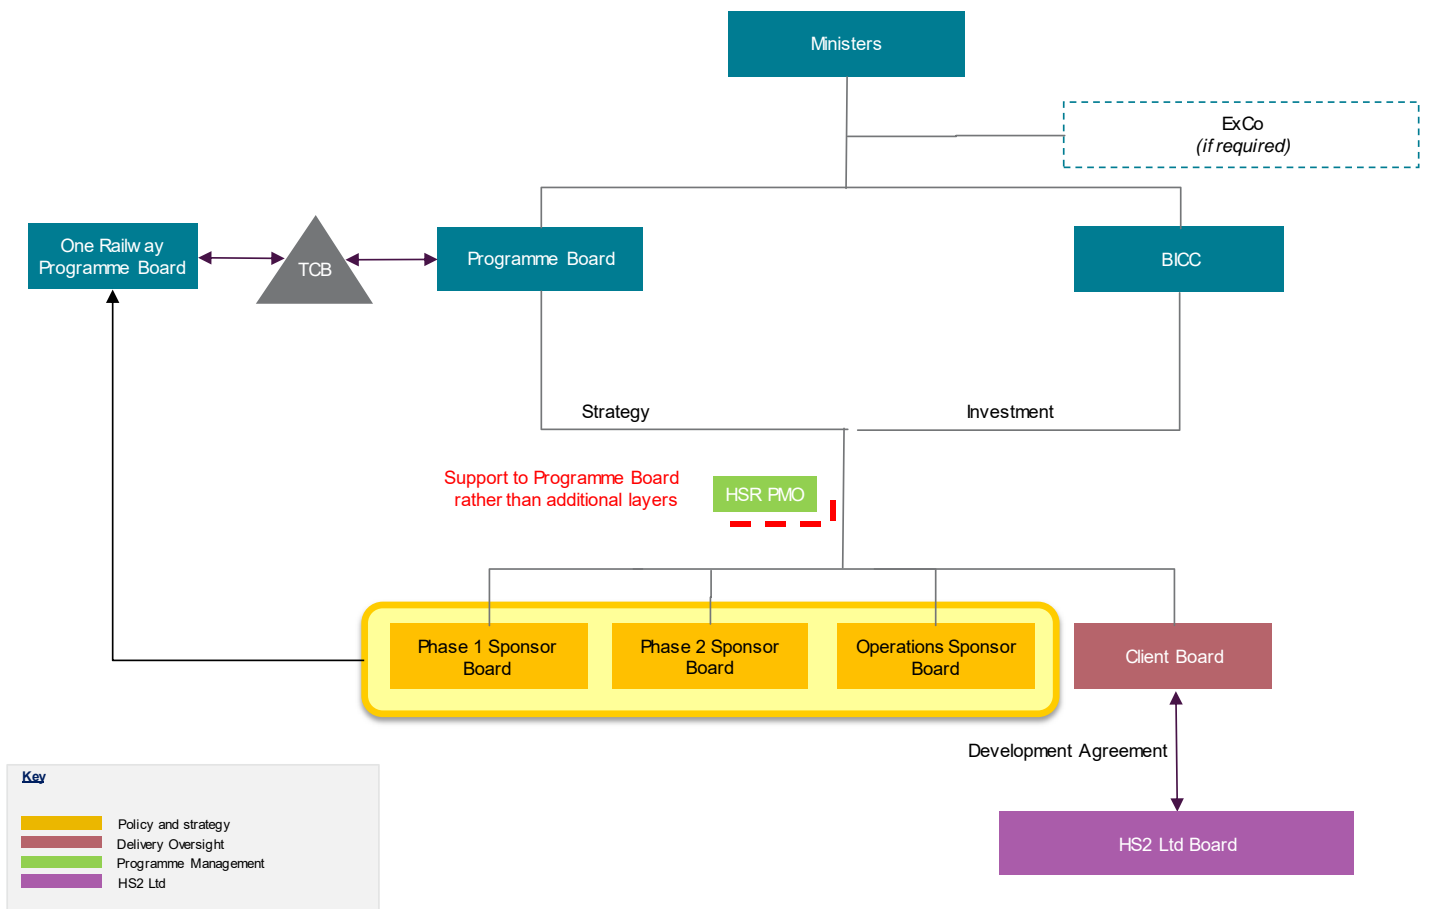 Ministers
ExCo
(if required)
One Railway
Programme Board
TCB
Programme Board
BICC
Strategy
Investment
Support to Programme Board
rather than additional layers
HSR PMO
Phase 1 Sponsor
Board
Phase 2 Sponsor
Board
Operations Sponsor
Board
Client Board
Development Agreement
HS2 Ltd Board
Key
Policy and strategy
Delivery Oversight
Programme Management
HS2 Ltd